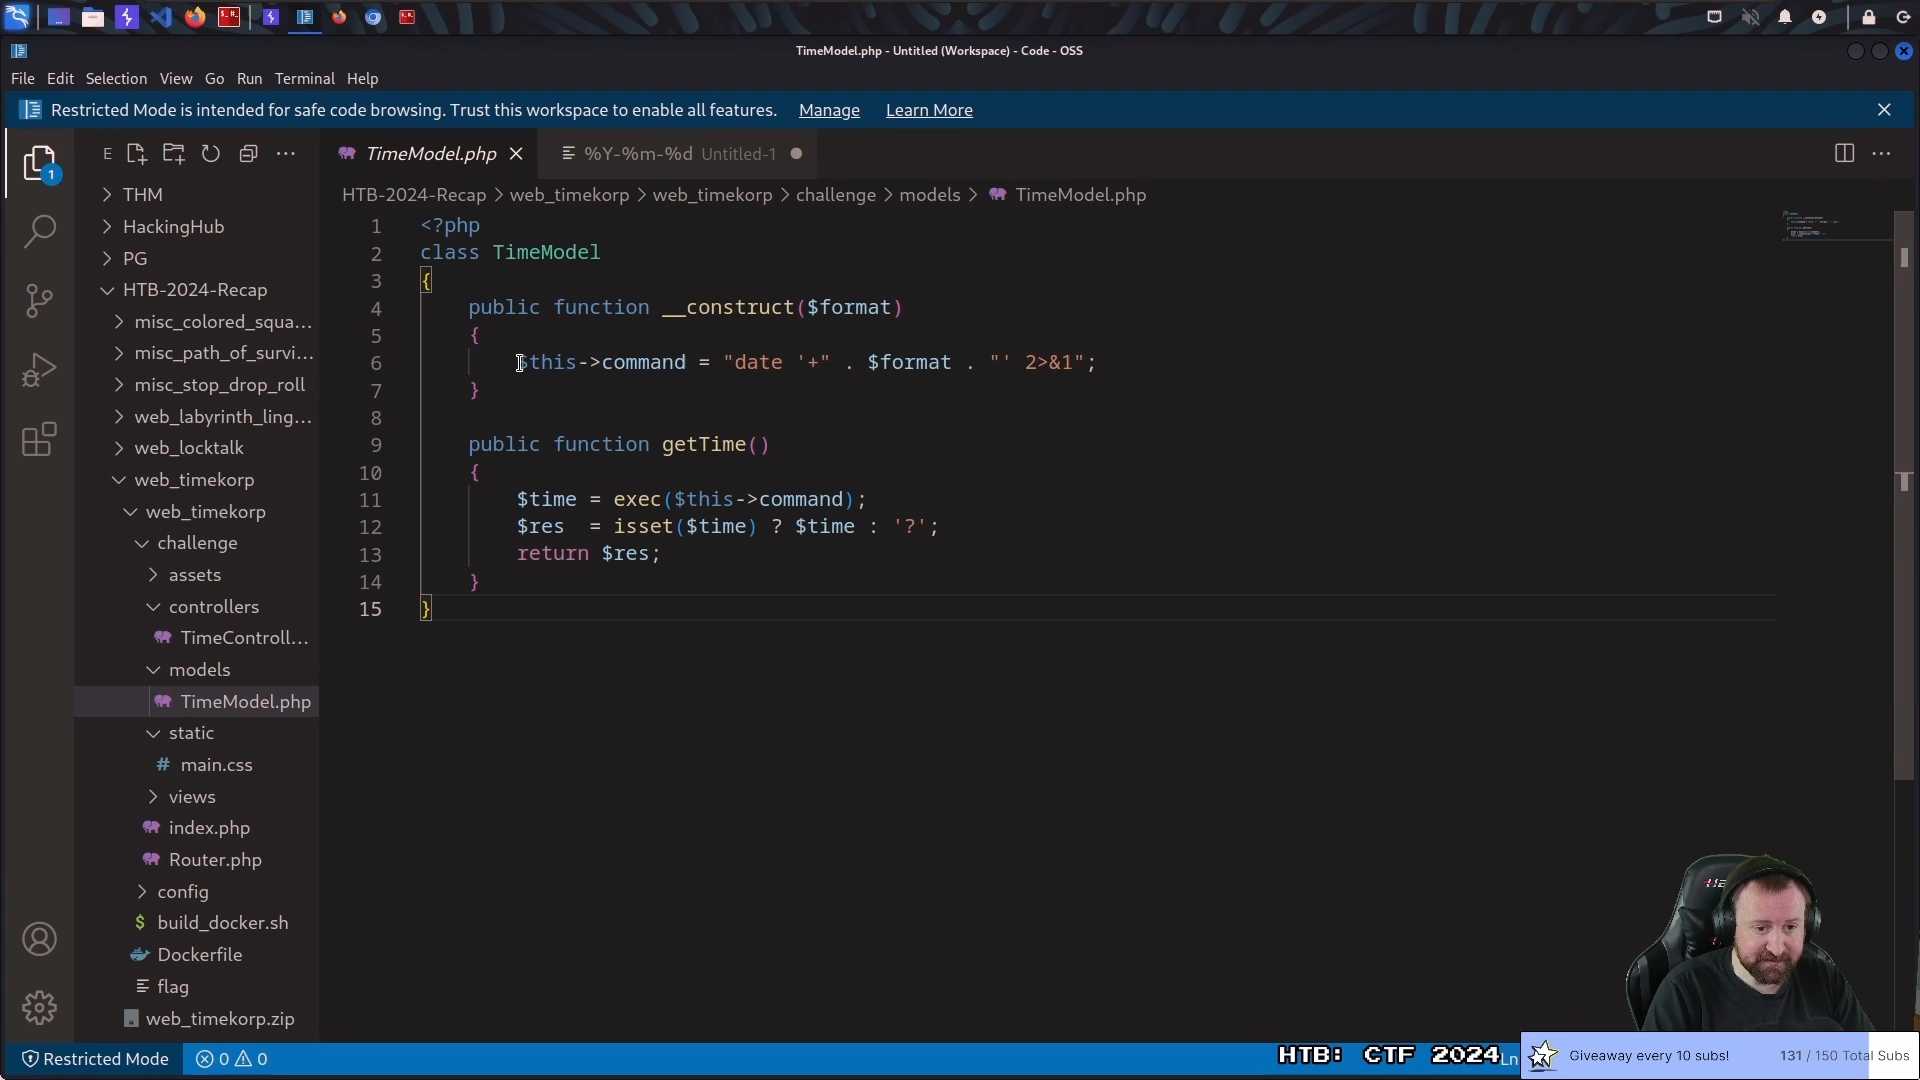 TimeModel.php - Untitled (Workspace) - Code - OSS
File Edit Selection View Go Run Terminal Help
Restricted Mode is intended for safe code browsing. Trust this workspace to enable all features. Manage Learn More
E
TimeModel.php
%Y-%m-%d Untitled-1
HTB-2024-Recap > web_timekorp > web_timekorp > challenge > models > TimeModel.php
1
THM
HackingHub
PG
HTB-2024-Recap
misc_colored_squa...
misc_path_of_survi...
misc_stop_drop_roll
web_labyrinth_ling...
web_locktalk
web_timekorp
web_timekorp
challenge
assets
controllers
TimeControll...
models
TimeModel.php
static
# main.css
views
index.php
Router.php
config
$ build_docker.sh
Dockerfile
flag
web_timekorp.zip
1 <?php
2 class TimeModel
3 {
4 public function __construct($format)
5 {
6 $this->command = "date '+" . $format . "' 2>&1";
7 }
8
9 public function getTime()
10 {
11 $time = exec($this->command);
12 $res  = isset($time) ? $time : '?';
13 return $res;
14 }
15 }
Restricted Mode 0 0
HTB: CTF 2024
Ln
Giveaway every 10 subs! 131 / 150 Total Subs